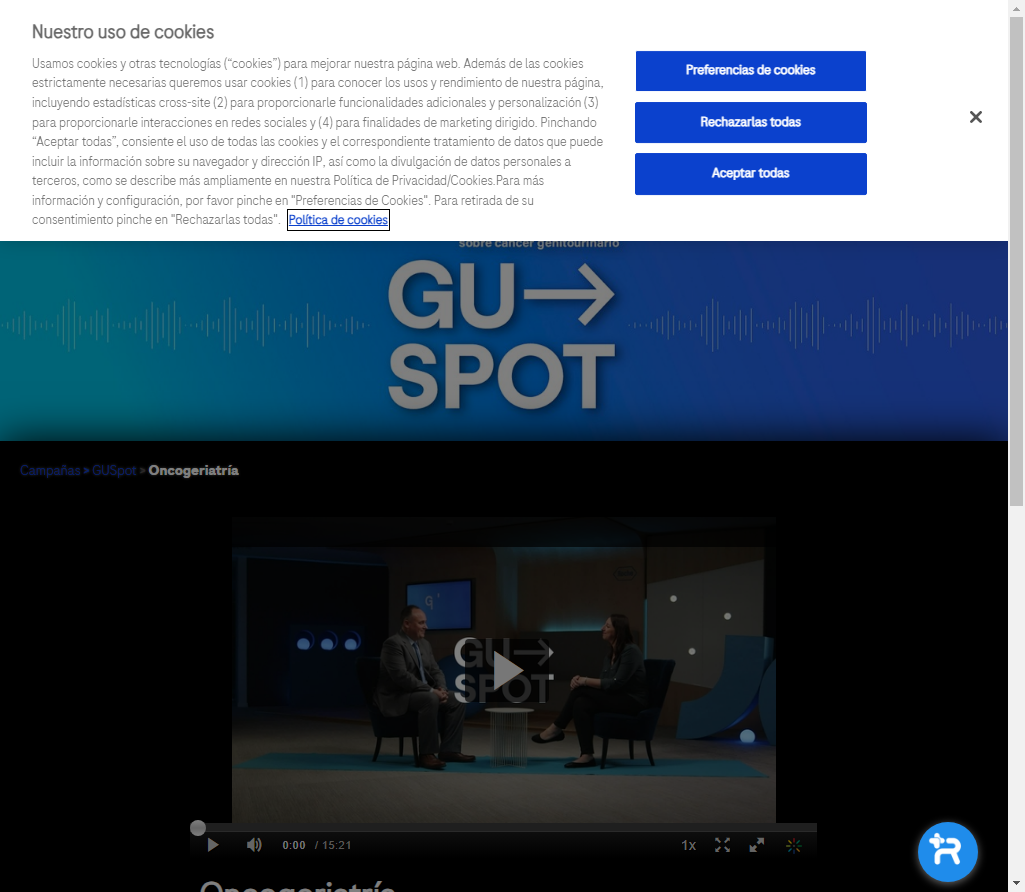 Nuestro uso de cookies
Usamos cookies y otras tecnologías (“cookies”) para mejorar nuestra página web. Además de las cookies
estrictamente necesarias queremos usar cookies (1) para conocer los usos y rendimiento de nuestra página,
incluyendo estadísticas cross-site (2) para proporcionarle funcionalidades adicionales y personalización (3)
para proporcionarle interacciones en redes sociales y (4) para finalidades de marketing dirigido. Pinchando
“Aceptar todas”, consiente el uso de todas las cookies y el correspondiente tratamiento de datos que puede
incluir la información sobre su navegador y dirección IP, así como la divulgación de datos personales a
terceros, como se describe más ampliamente en nuestra Política de Privacidad/Cookies.Para más
información y configuración, por favor pinche en "Preferencias de Cookies". Para retirada de su
consentimiento pinche en "Rechazarlas todas". Política de cookies
Preferencias de cookies
Rechazarlas todas
Aceptar todas
sobre cáncer genitourinario
GU→
SPOT
Campañas > GUSpot > Oncogeriatría
GU→
SPOT
0:00 / 15:21
1x
Oncogeriatría